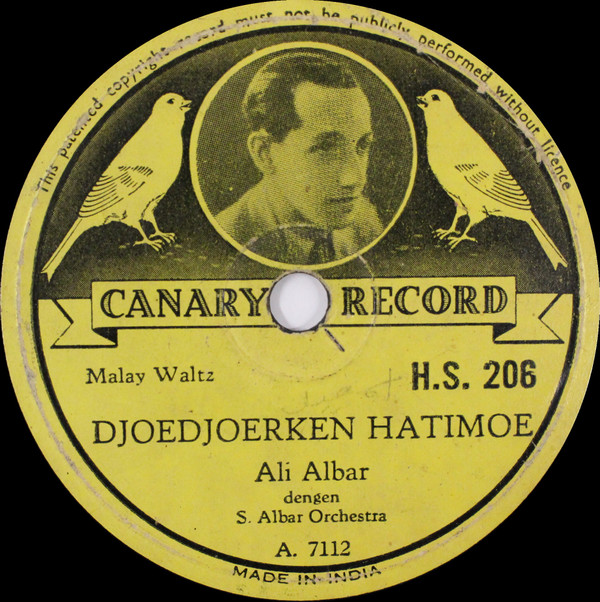 This patented copyright record must not be publicly performed without licence
CANARY RECORD
Malay Waltz
H.S. 206
DJOEDJOERKEN HATIMOE
Ali Albar
dengen
S. Albar Orchestra
A. 7112
MADE IN INDIA